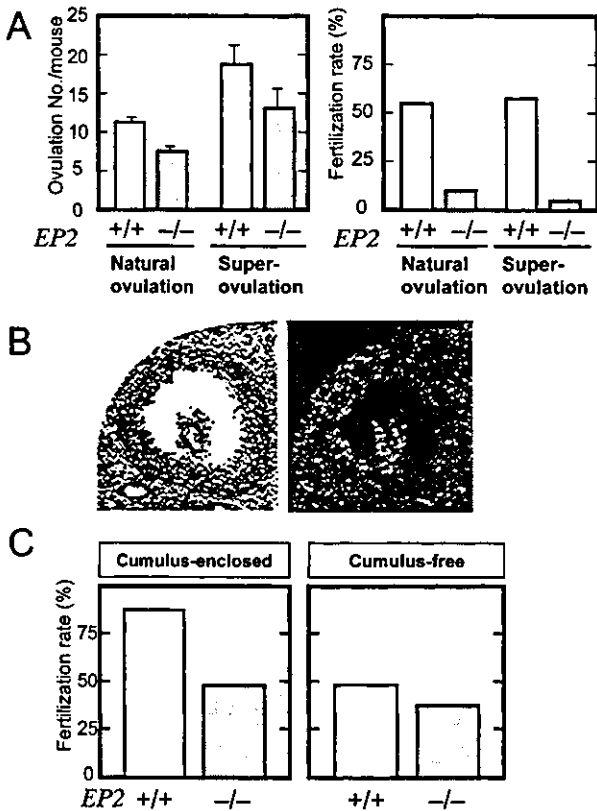 A
Ovulation No./mouse
25
20
15
10
5
0
EP2 +/+ −/− +/+ −/−
Natural ovulation
Super-ovulation
Fertilization rate (%)
75
50
25
0
EP2 +/+ −/− +/+ −/−
Natural ovulation
Super-ovulation
B
C
Cumulus-enclosed
Cumulus-free
Fertilization rate (%)
75
50
25
0
EP2 +/+ −/− +/+ −/−